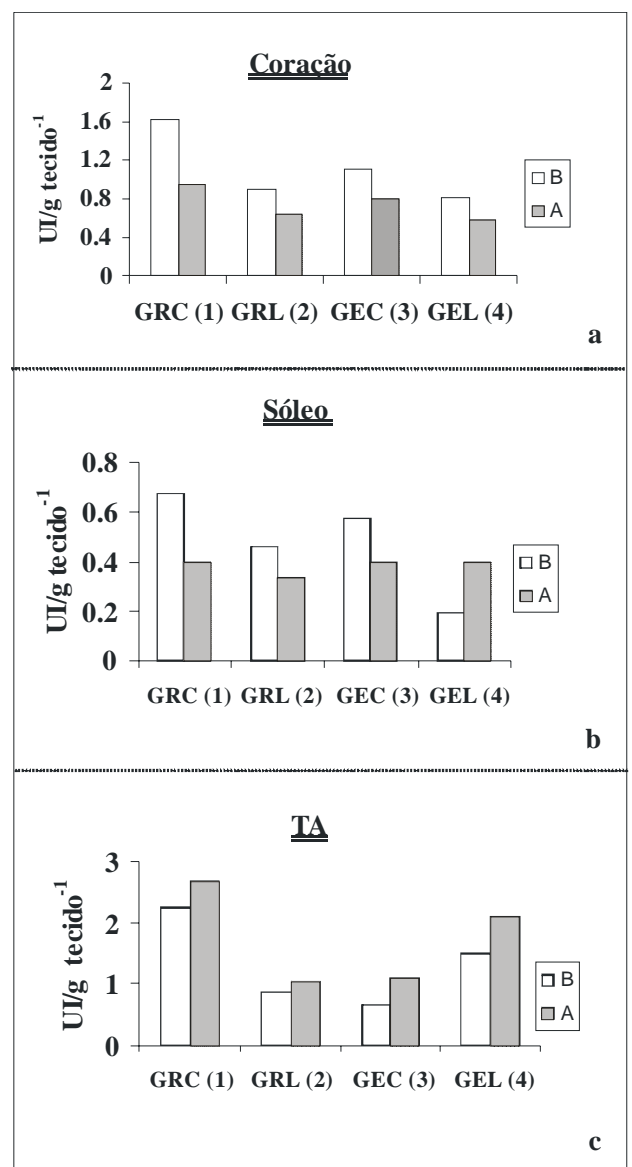 Coração
UI/g tecido-1
2
1.6
1.2
0.8
0.4
0
GRC (1) GRL (2) GEC (3) GEL (4)
B
A
a
Sóleo
UI/g tecido-1
0.8
0.6
0.4
0.2
0
GRC (1) GRL (2) GEC (3) GEL (4)
B
A
b
TA
UI/g tecido-1
3
2
1
0
GRC (1) GRL (2) GEC (3) GEL (4)
B
A
c